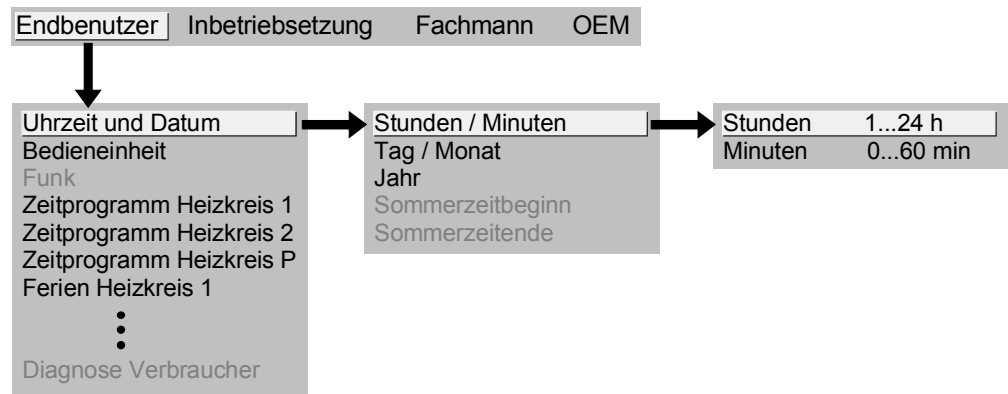 Endbenutzer Inbetriebsetzung Fachmann OEM
Uhrzeit und Datum
Bedieneinheit
Funk
Zeitprogramm Heizkreis 1
Zeitprogramm Heizkreis 2
Zeitprogramm Heizkreis P
Ferien Heizkreis 1
Diagnose Verbraucher
Stunden / Minuten
Tag / Monat
Jahr
Sommerzeitbeginn
Sommerzeitende
Stunden 1...24 h
Minuten 0...60 min